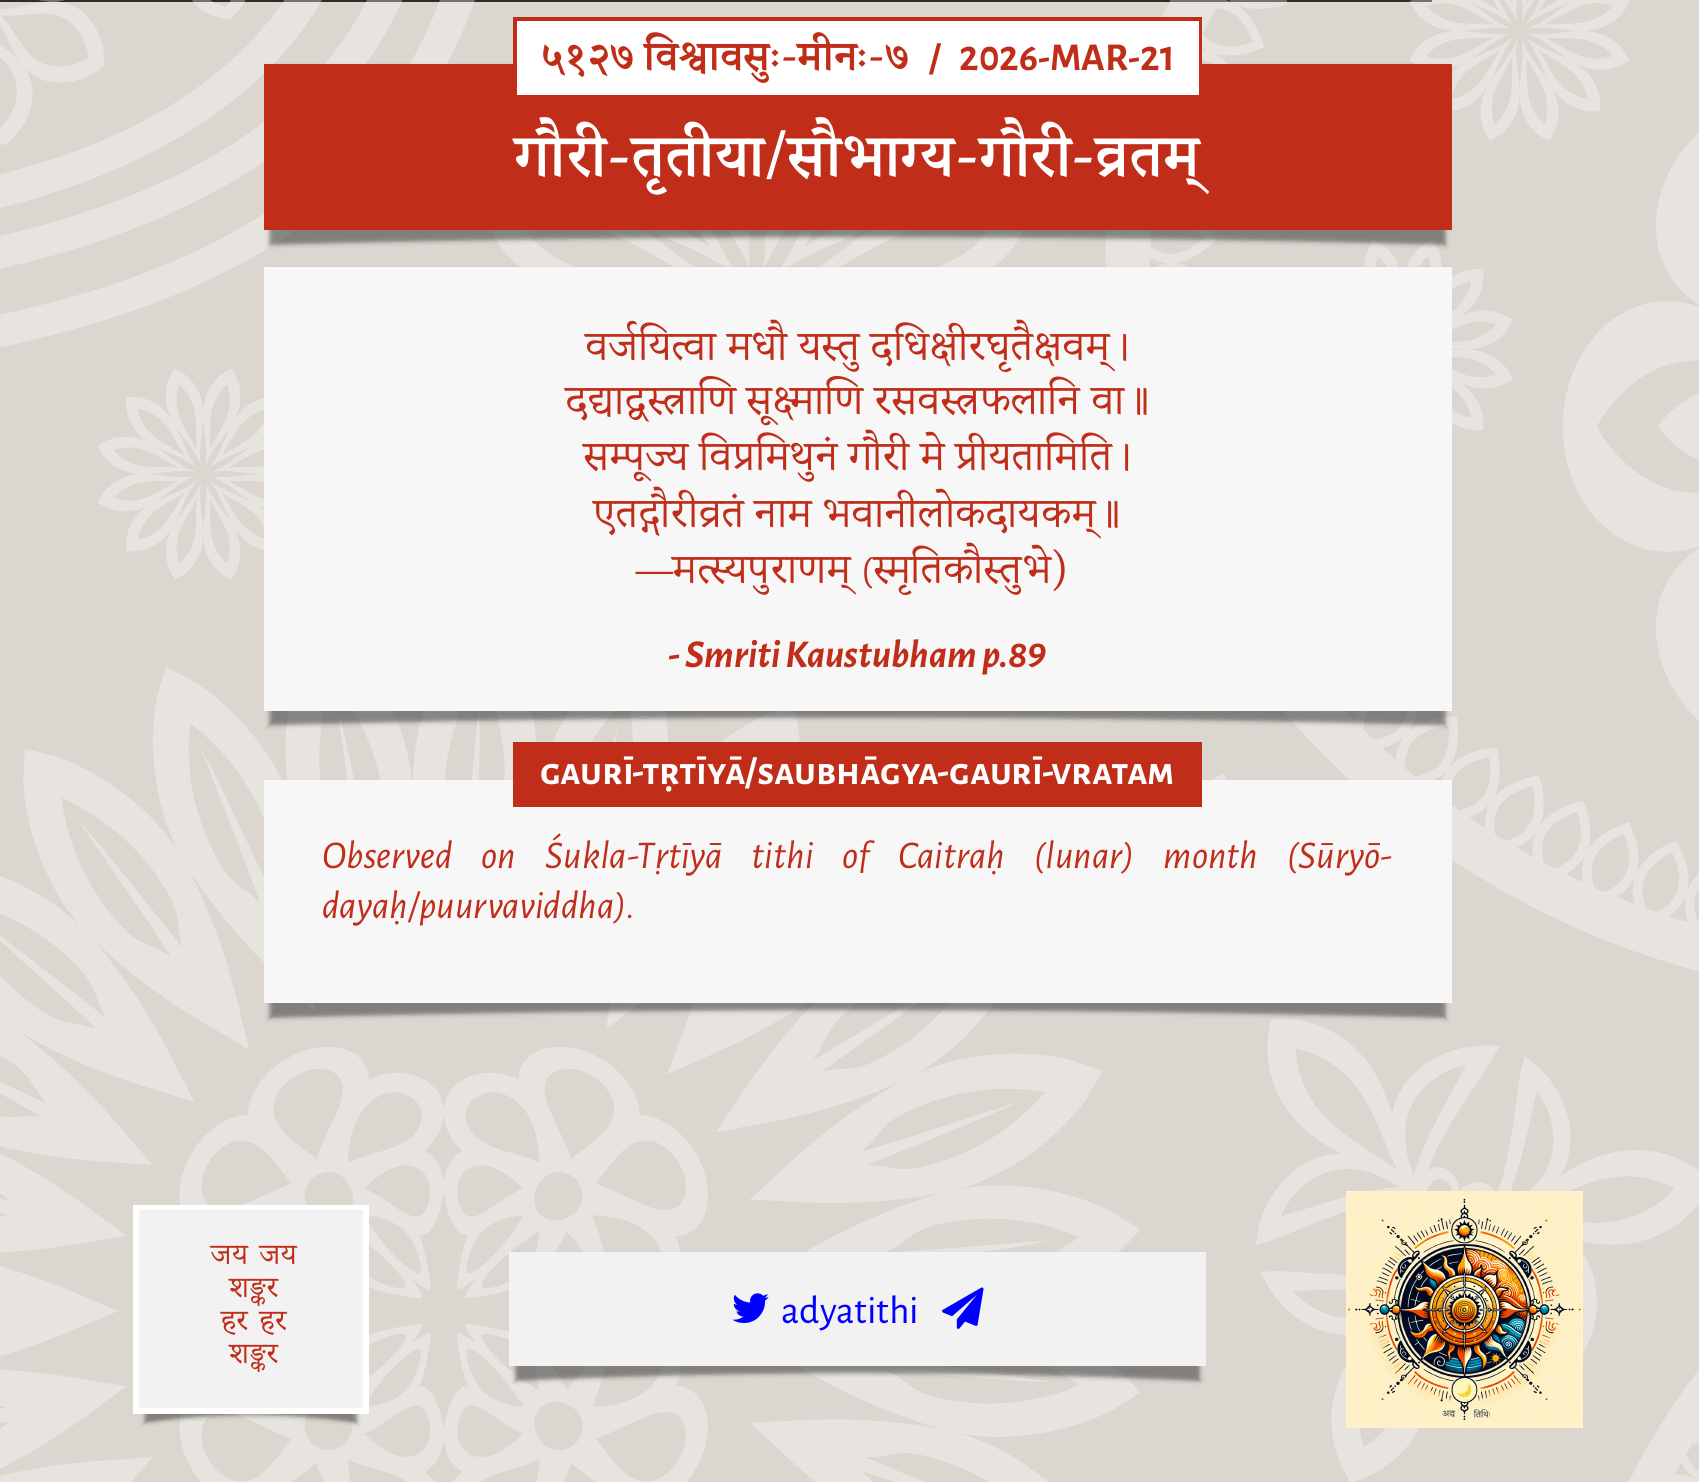 ५१२७ विश्वावसुः-मीनः-७ / 2026-MAR-21
गौरी-तृतीया/सौभाग्य-गौरी-व्रतम्
वर्जयित्वा मधौ यस्तु दधिक्षीरघृतैक्षवम्।
दद्याद्वस्त्राणि सूक्ष्माणि रसवस्त्रफलानि वा॥
सम्पूज्य विप्रमिथुनं गौरी मे प्रीयतामिति।
एतद्गौरीव्रतं नाम भवानीलोकदायकम्॥
—मत्स्यपुराणम् (स्मृतिकौस्तुभे)
- Smriti Kaustubham p.89
GAURĪ-TṚTĪYĀ/SAUBHĀGYA-GAURĪ-VRATAM
Observed on Śukla-Tṛtīyā tithi of Caitraḥ (lunar) month (Sūryō-
dayaḥ/puurvaviddha).
जय जय
शङ्कर
हर हर
शङ्कर
adyatithi
अद्य तिथिः